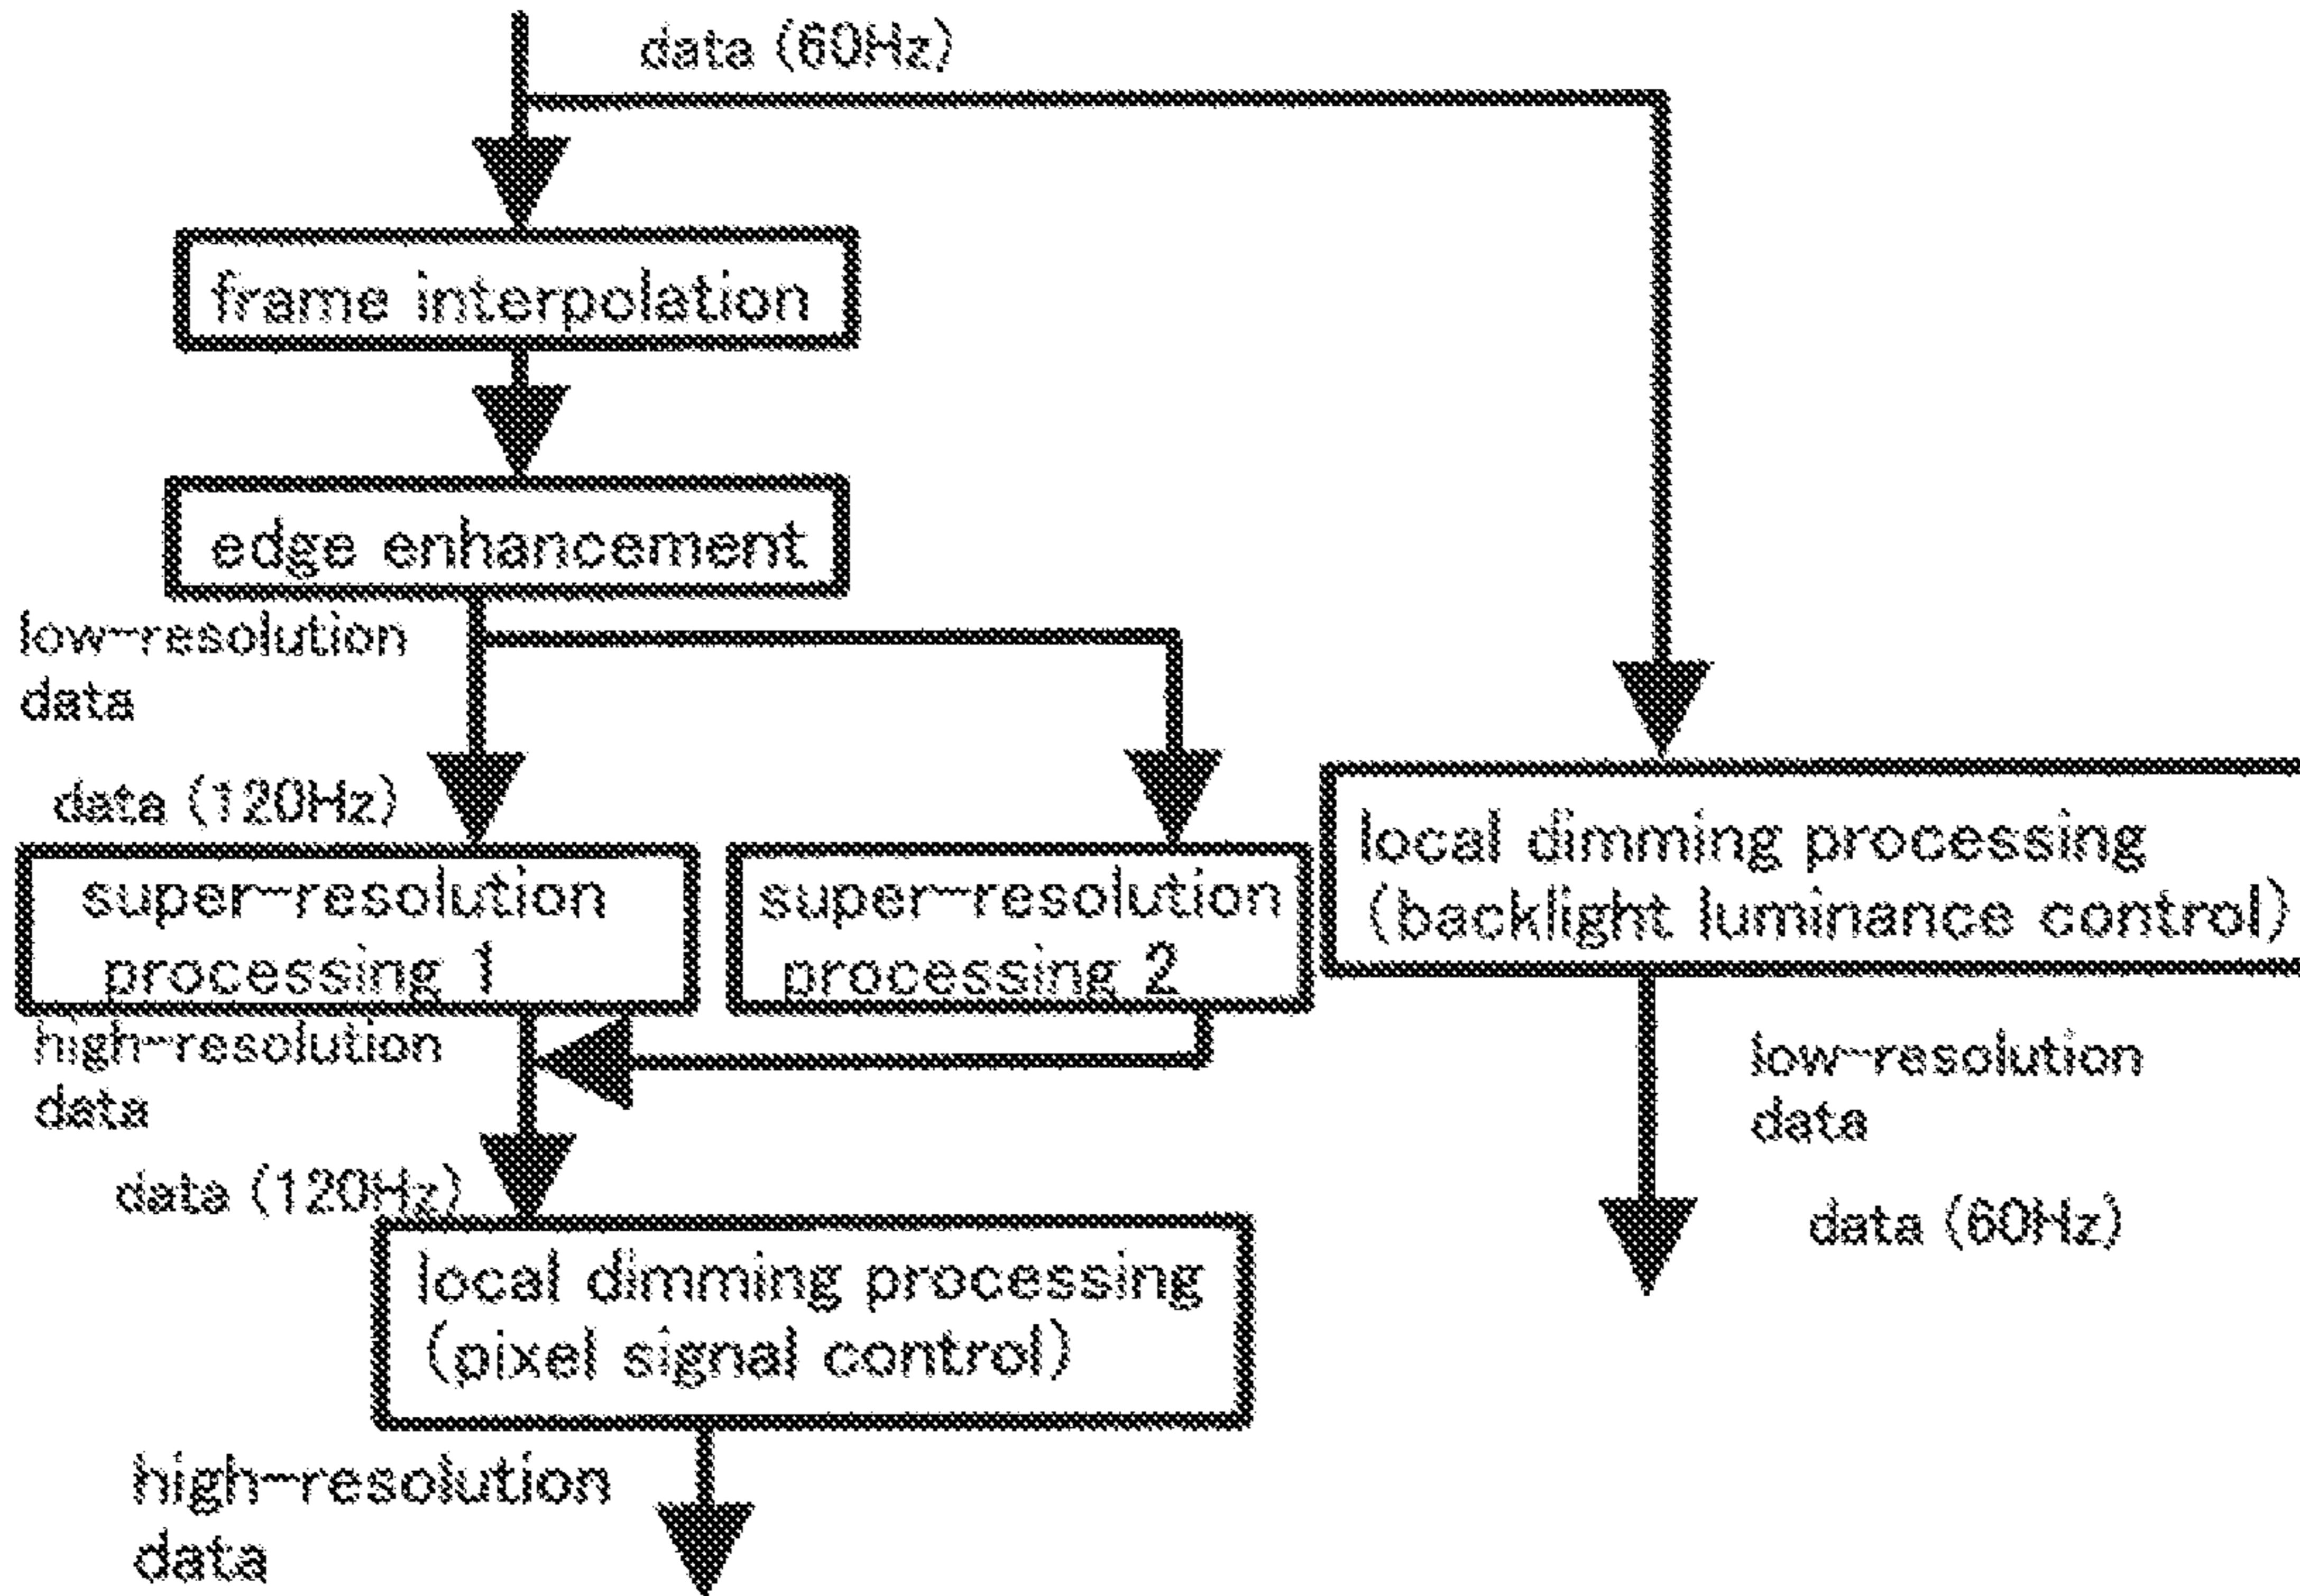 data (60Hz)
frame interpolation
edge enhancement
low-resolution
data
data (120Hz)
super-resolution
processing 1
super-resolution
processing 2
local dimming processing
(backlight luminance control)
high-resolution
data
data (120Hz)
low-resolution
data
data (60Hz)
local dimming processing
(pixel signal control)
high-resolution
data